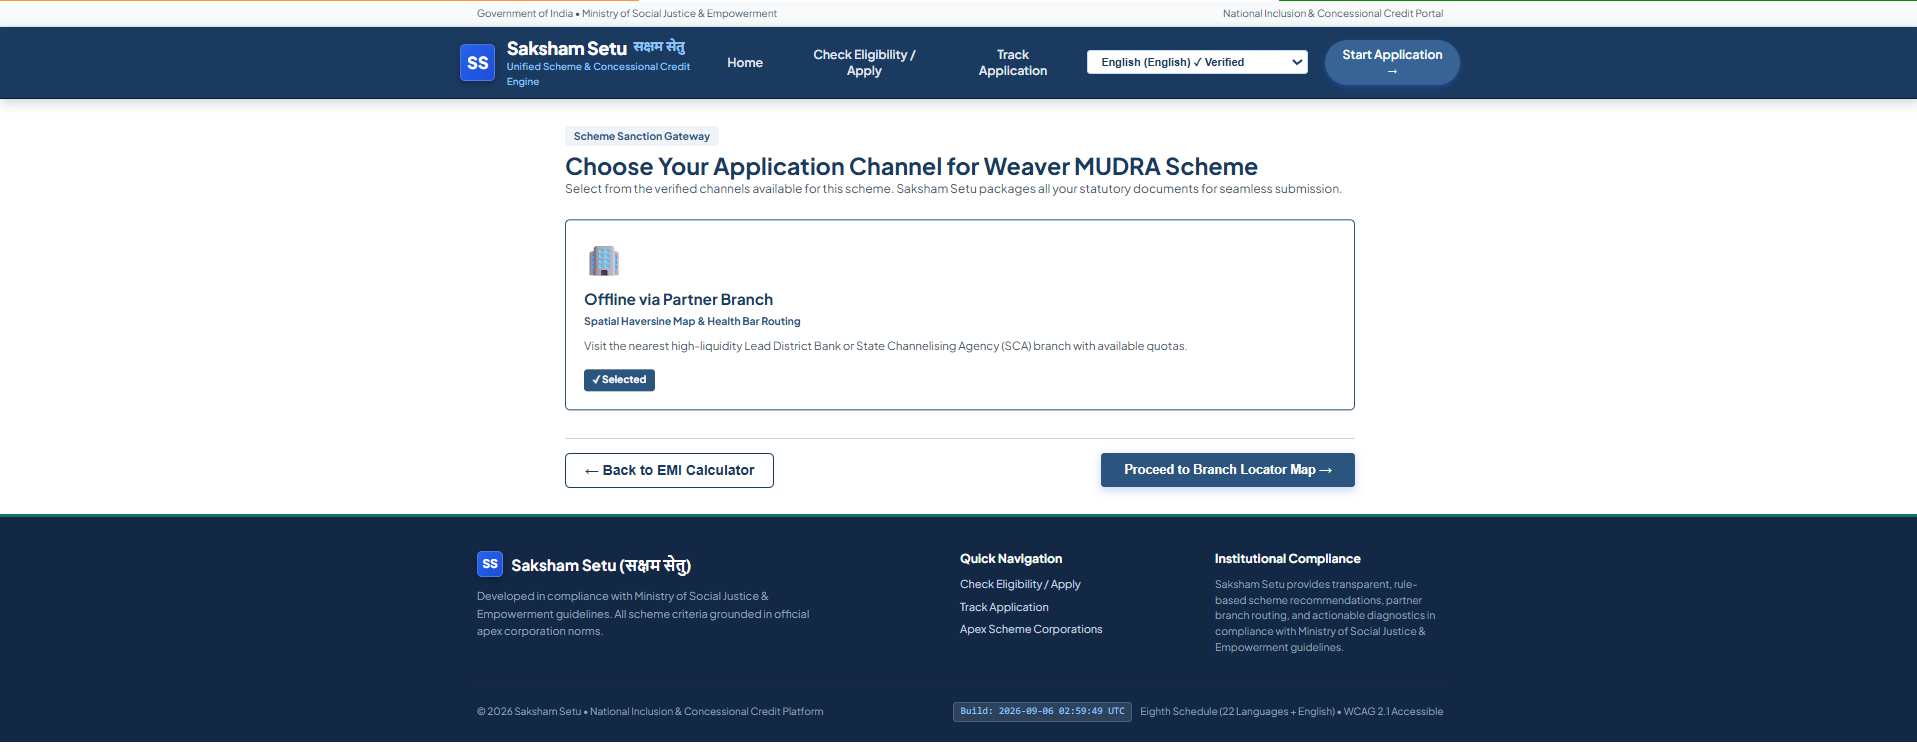 Government of India • Ministry of Social Justice & Empowerment
National Inclusion & Concessional Credit Portal
SS
Saksham Setu सक्षम सेतु
Unified Scheme & Concessional Credit
Engine
Home
Check Eligibility /
Apply
Track
Application
English (English) ✓ Verified
Start Application
→
Scheme Sanction Gateway
Choose Your Application Channel for Weaver MUDRA Scheme
Select from the verified channels available for this scheme. Saksham Setu packages all your statutory documents for seamless submission.
Offline via Partner Branch
Spatial Haversine Map & Health Bar Routing
Visit the nearest high-liquidity Lead District Bank or State Channelising Agency (SCA) branch with available quotas.
✓ Selected
← Back to EMI Calculator
Proceed to Branch Locator Map →
SS
Saksham Setu (सक्षम सेतु)
Developed in compliance with Ministry of Social Justice &
Empowerment guidelines. All scheme criteria grounded in official
apex corporation norms.
Quick Navigation
Check Eligibility / Apply
Track Application
Apex Scheme Corporations
Institutional Compliance
Saksham Setu provides transparent, rule-
based scheme recommendations, partner
branch routing, and actionable diagnostics in
compliance with Ministry of Social Justice &
Empowerment guidelines.
© 2026 Saksham Setu • National Inclusion & Concessional Credit Platform
Build: 2026-09-06 02:59:49 UTC
Eighth Schedule (22 Languages + English) • WCAG 2.1 Accessible